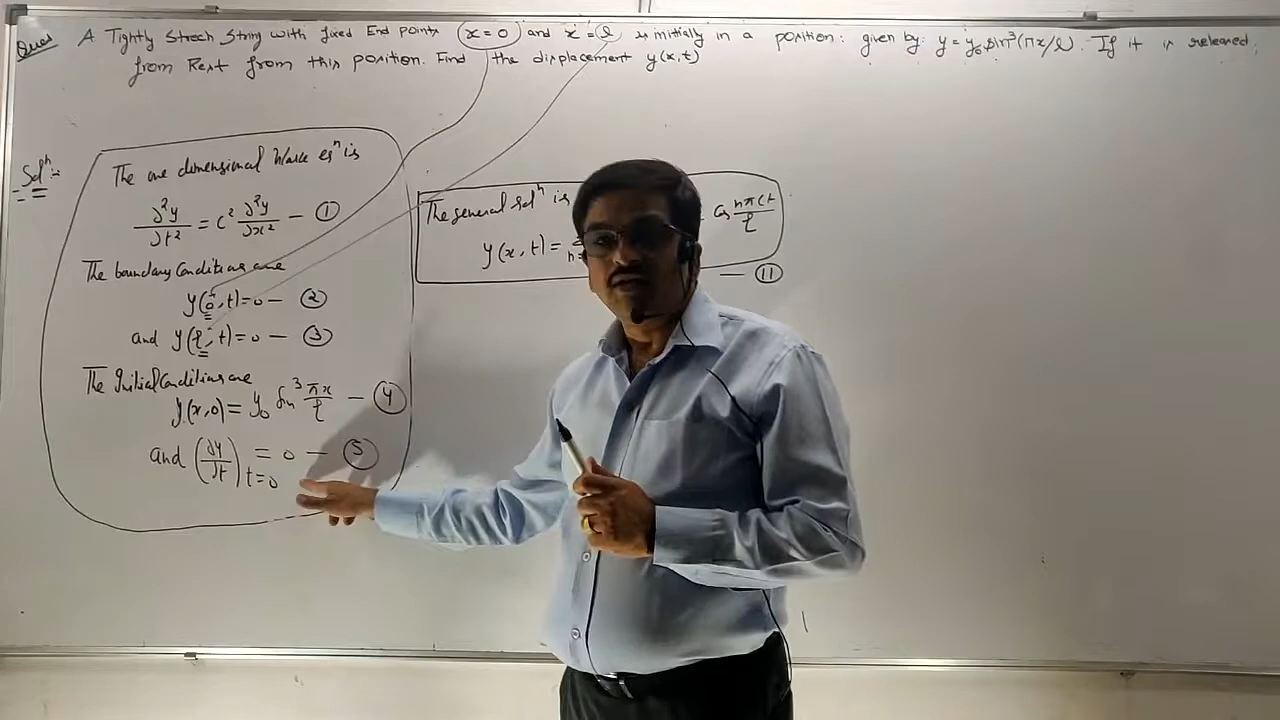 Ques A Tightly Strech String with fixed End points (x=0) and x=l is initially in a position: given by: y = y₀ sin³(πx/l). If it is released
from Rest from this position. Find the displacement y(x,t)
Solⁿ:-
The one dimensional Wave eqⁿ is
∂²y/∂t² = c² ∂²y/∂x² — ①
The boundary Conditions are
y(0,t)=0 — ②
and y(l,t)=0 — ③
The Initial Conditions are
y(x,0) = y₀ sin³ πx/l — ④
and (∂y/∂t) t=0 = 0 — ⑤
The general solⁿ is
y(x,t) = cos nπct/l
— ⑪